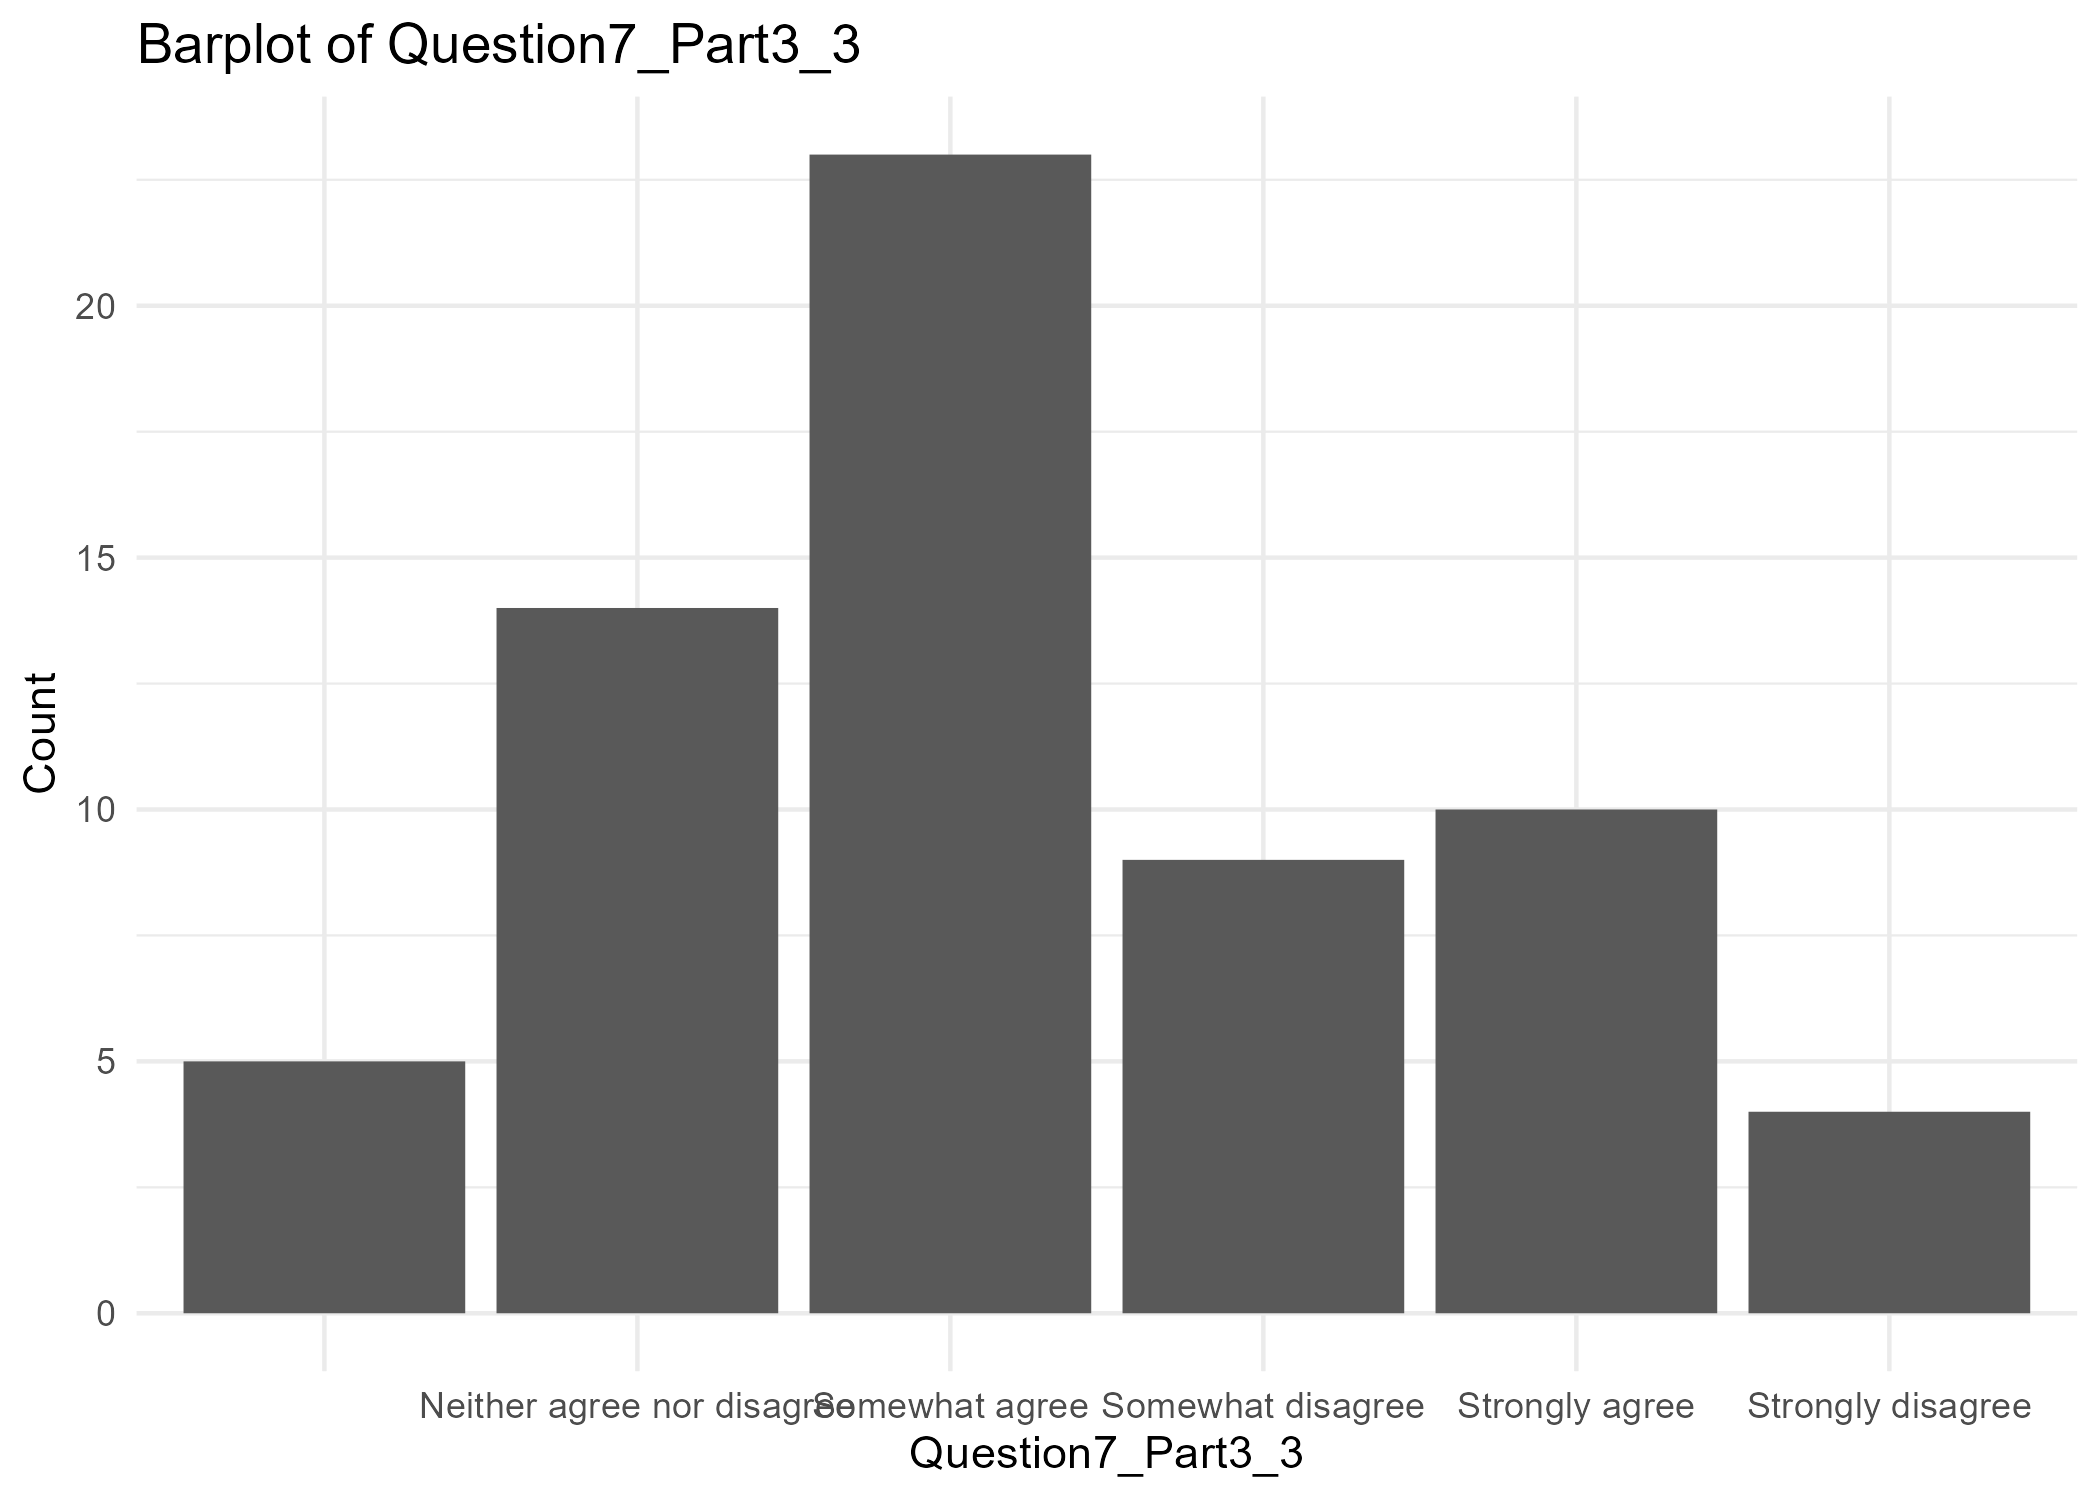 Barplot of Question7_Part3_3
20
15
10
5
0
Count
Neither agree nor disagree Somewhat agree Somewhat disagree Strongly agree Strongly disagree
Question7_Part3_3